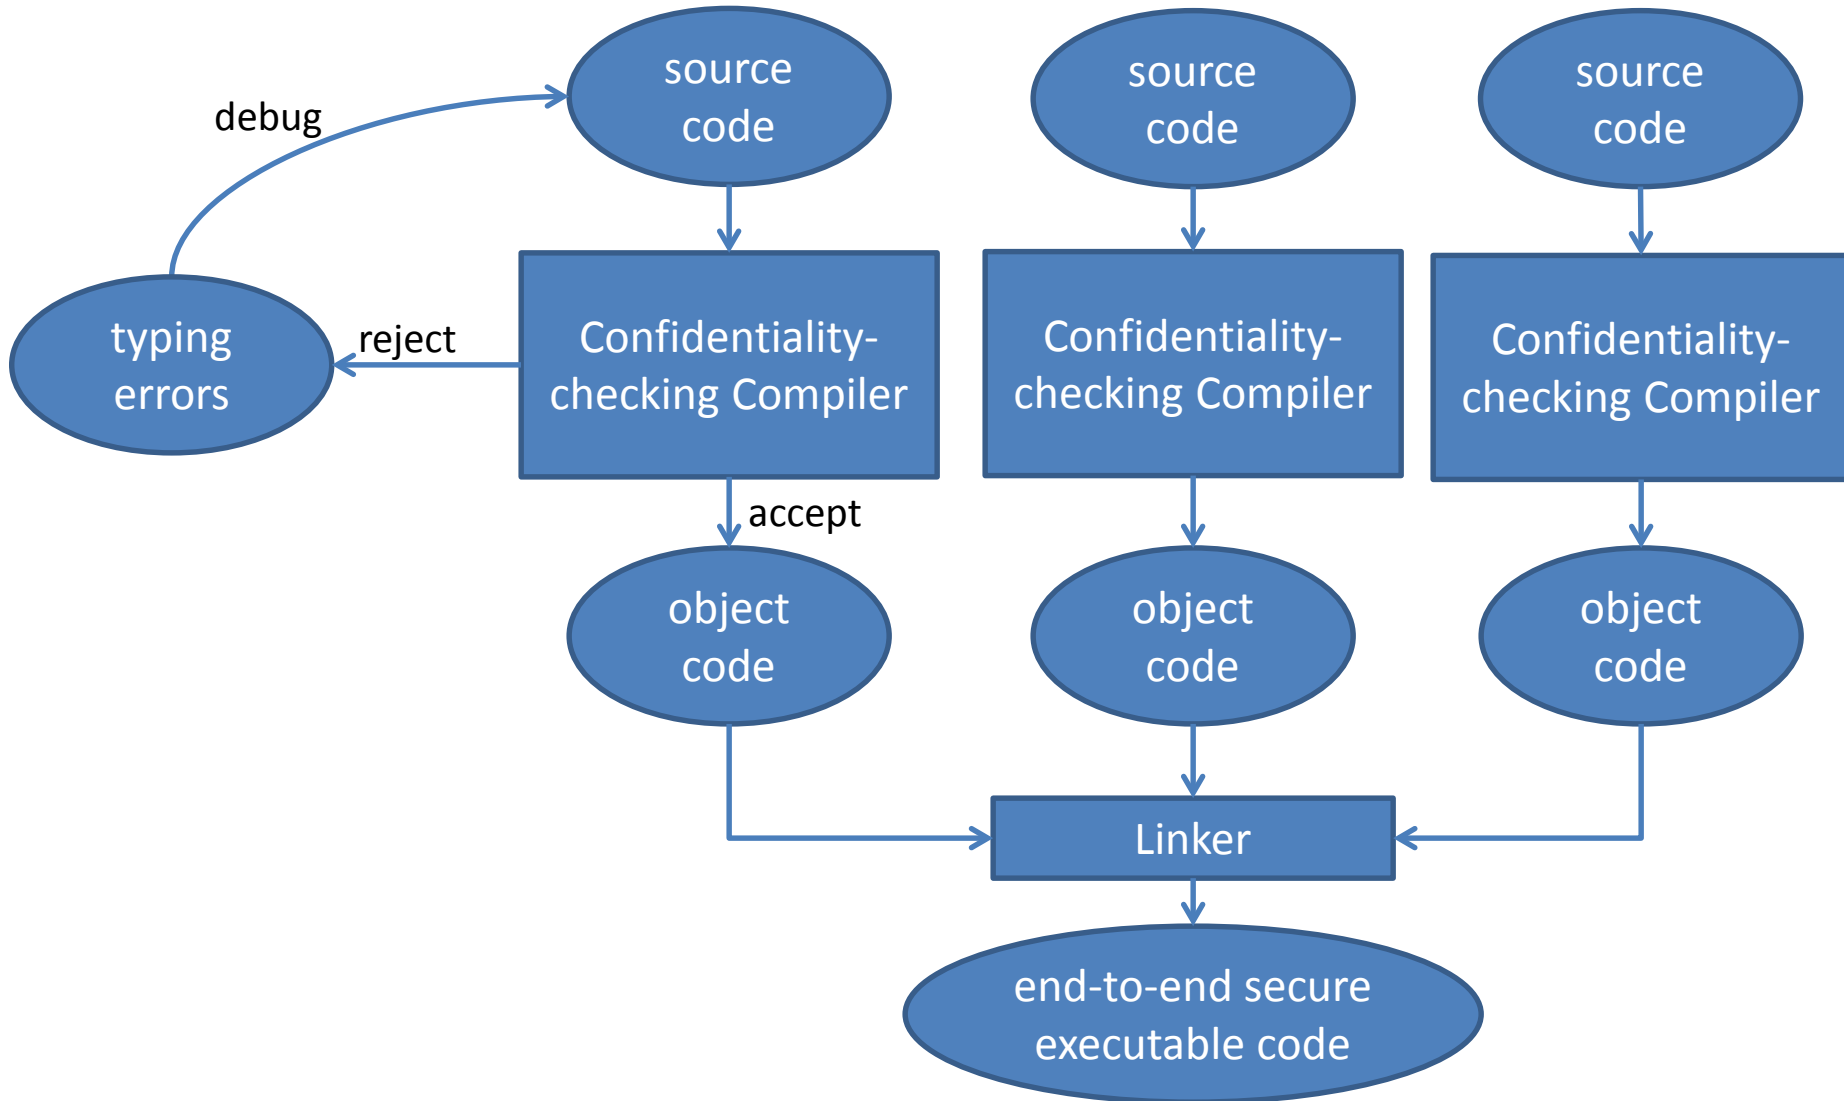 source
code
source
code
source
code
debug
typing
errors
reject
Confidentiality-
checking Compiler
Confidentiality-
checking Compiler
Confidentiality-
checking Compiler
accept
object
code
object
code
object
code
Linker
end-to-end secure
executable code